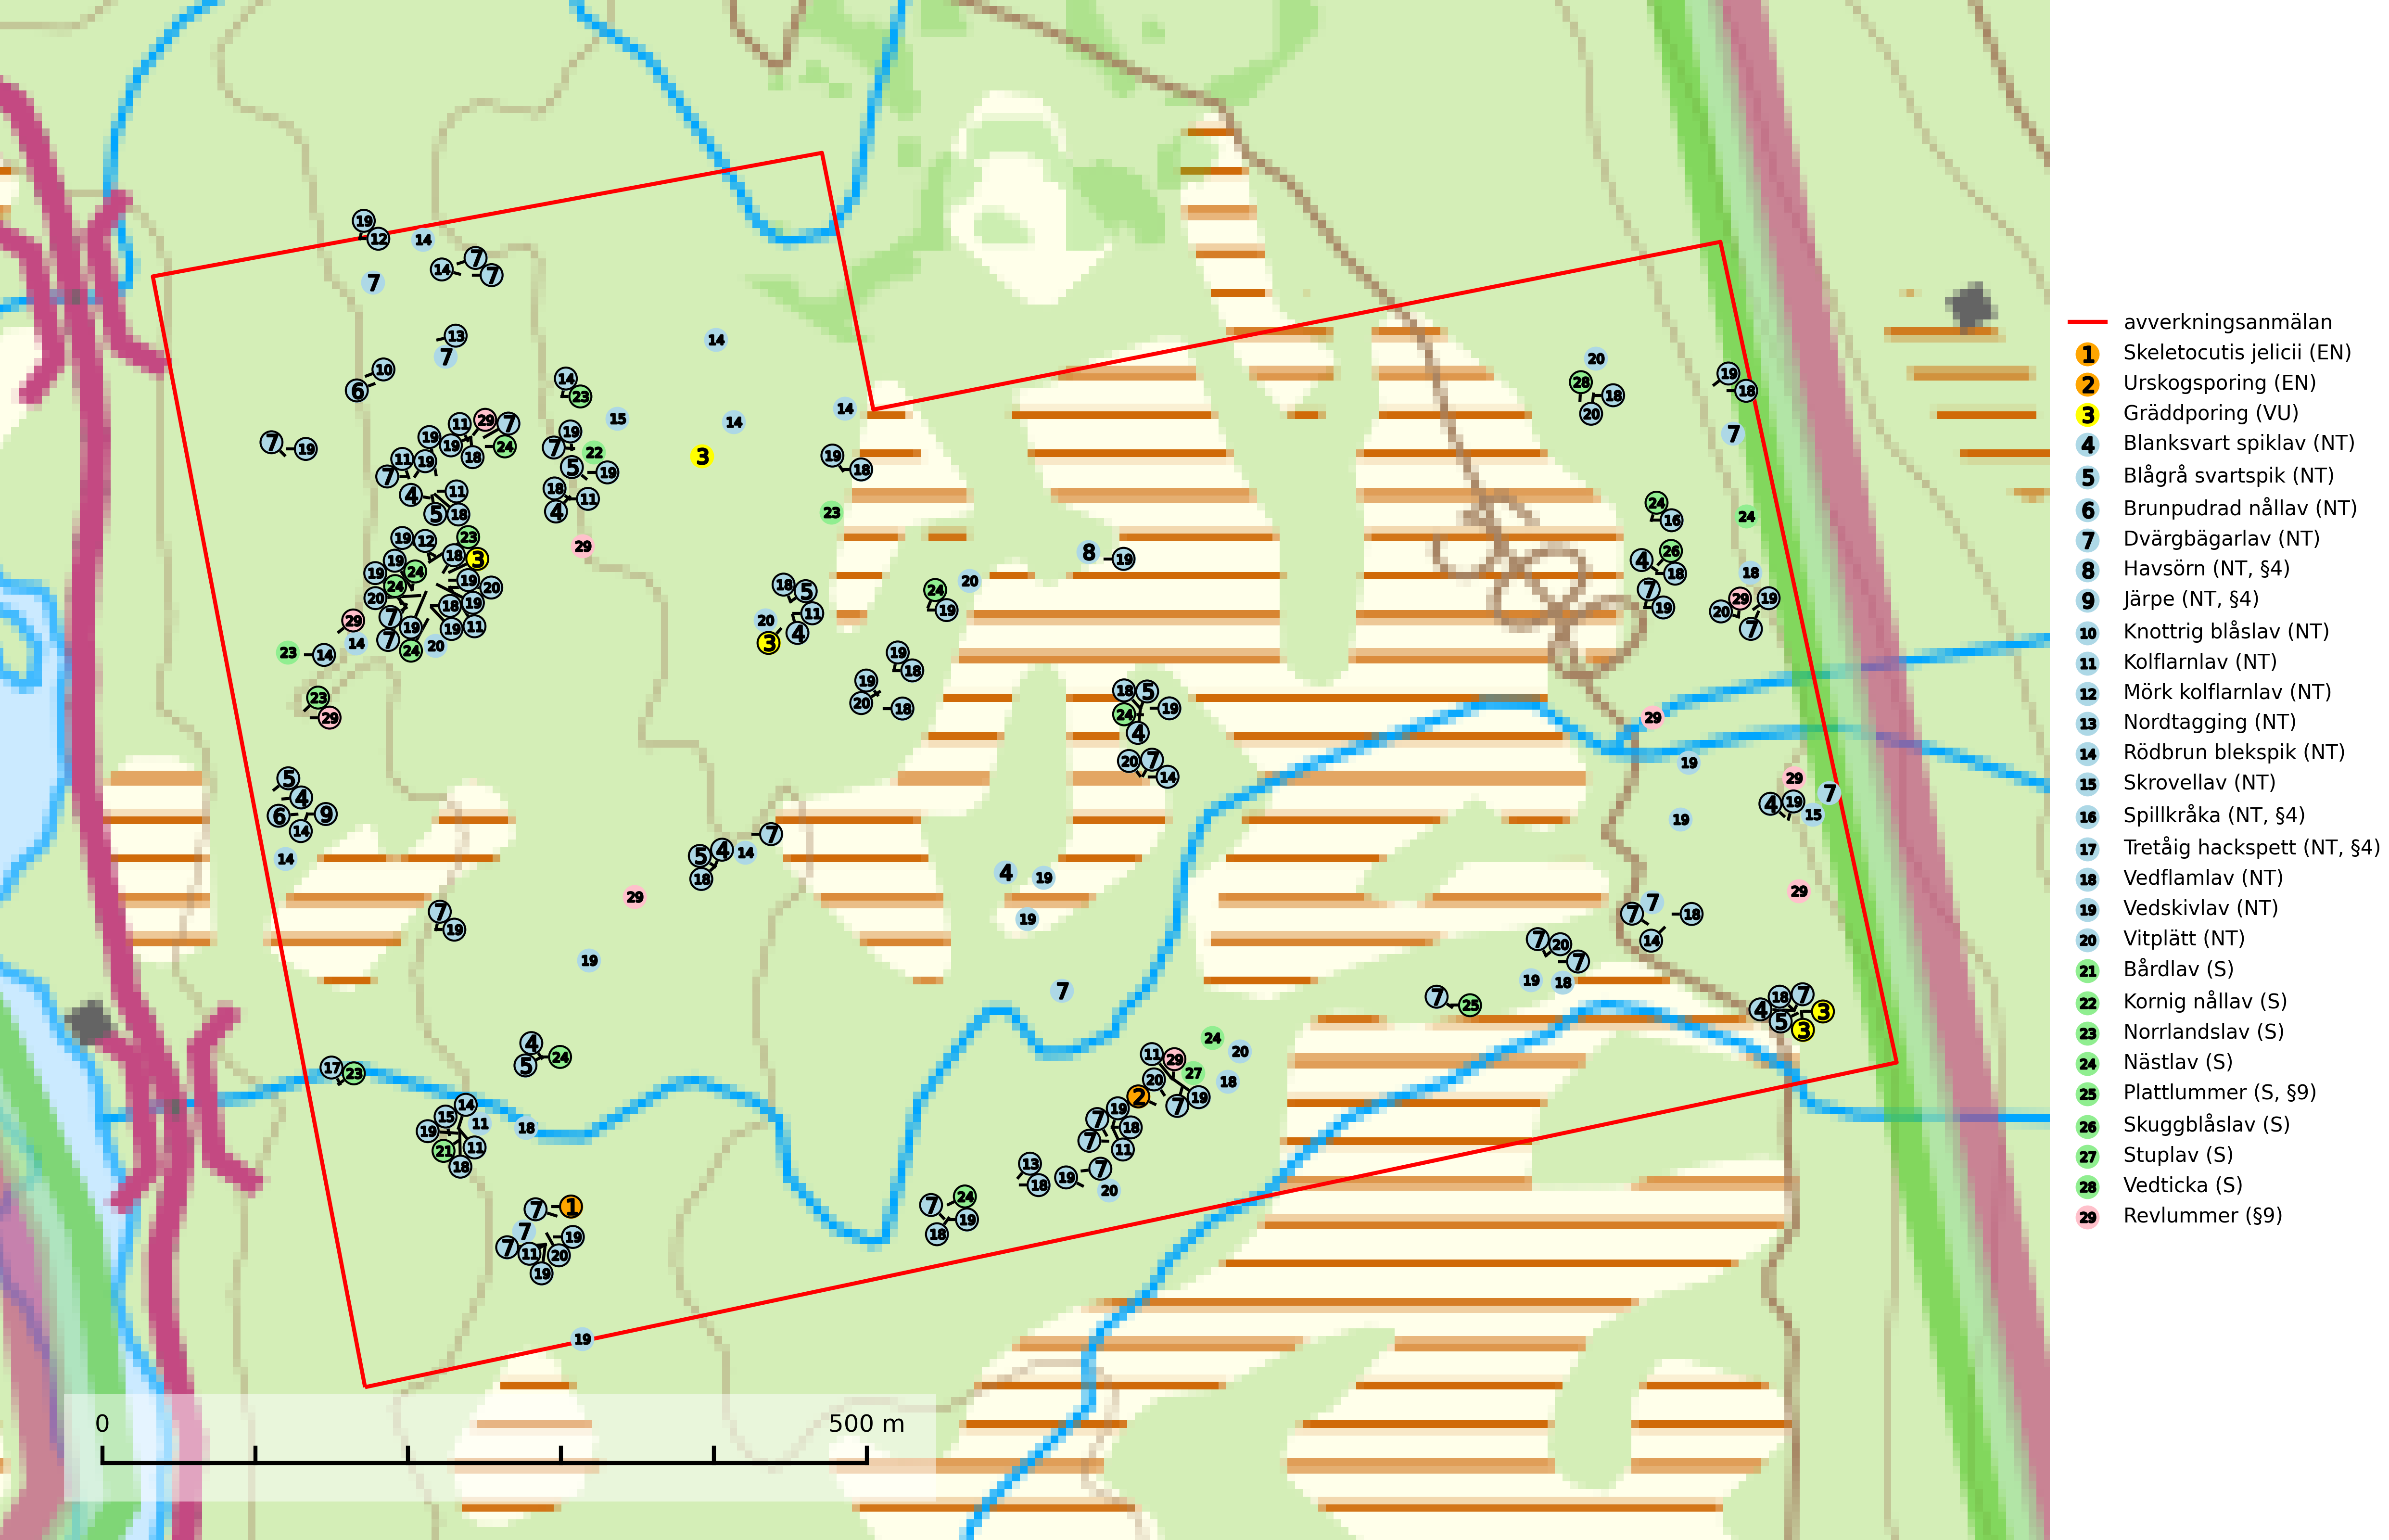 avverkningsanmälan
1 Skeletocutis jelicii (EN)
2 Urskogsporing (EN)
3 Gräddporing (VU)
4 Blanksvart spiklav (NT)
5 Blågrå svartspik (NT)
6 Brunpudrad nållav (NT)
7 Dvärgbägarlav (NT)
8 Havsörn (NT, §4)
9 Järpe (NT, §4)
10 Knottrig blåslav (NT)
11 Kolflarnlav (NT)
12 Mörk kolflarnlav (NT)
13 Nordtagging (NT)
14 Rödbrun blekspik (NT)
15 Skrovellav (NT)
16 Spillkråka (NT, §4)
17 Tretåig hackspett (NT, §4)
18 Vedflamlav (NT)
19 Vedskivlav (NT)
20 Vitplätt (NT)
21 Bårdlav (S)
22 Kornig nållav (S)
23 Norrlandslav (S)
24 Nästlav (S)
25 Plattlummer (S, §9)
26 Skuggblåslav (S)
27 Stuplav (S)
28 Vedticka (S)
29 Revlummer (§9)
0 500 m